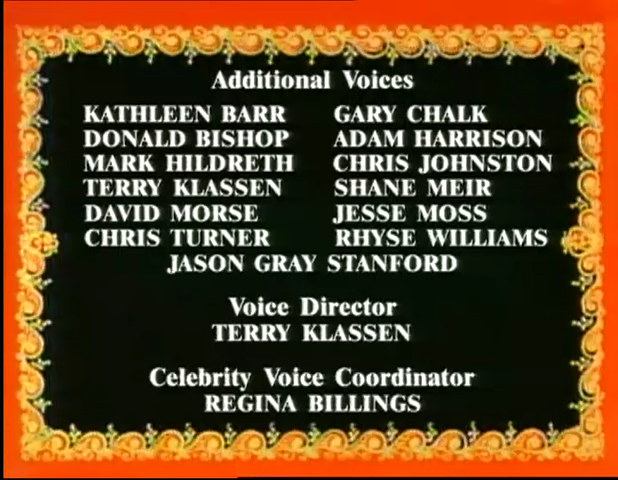 Additional Voices
KATHLEEN BARR GARY CHALK
DONALD BISHOP ADAM HARRISON
MARK HILDRETH CHRIS JOHNSTON
TERRY KLASSEN SHANE MEIR
DAVID MORSE JESSE MOSS
CHRIS TURNER RHYSE WILLIAMS
JASON GRAY STANFORD
Voice Director
TERRY KLASSEN
Celebrity Voice Coordinator
REGINA BILLINGS